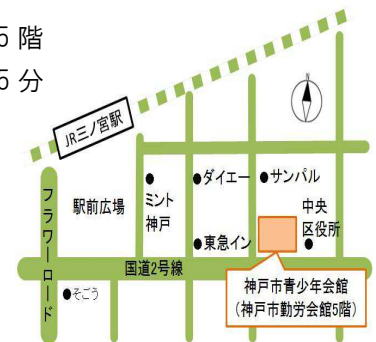 5階
5分
N
JR三ノ宮駅
フラワーロード
駅前広場
ミント
神戸
ダイエー
サンパル
中央
区役所
東急イン
国道2号線
そごう
神戸市青少年会館
(神戸市勤労会館5階)